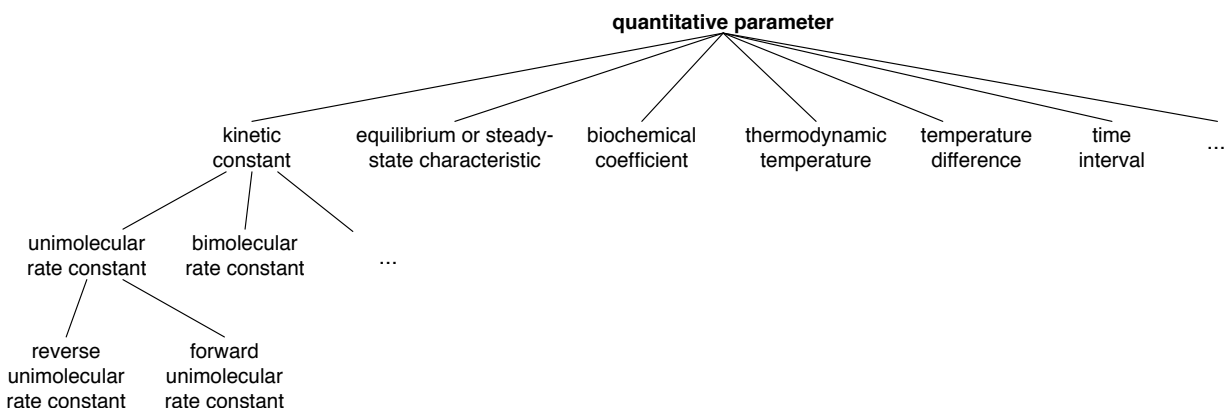 quantitative parameter
kinetic
constant
equilibrium or steady-
state characteristic
biochemical
coefficient
thermodynamic
temperature
temperature
difference
time
interval
...
unimolecular
rate constant
bimolecular
rate constant
...
reverse
unimolecular
rate constant
forward
unimolecular
rate constant